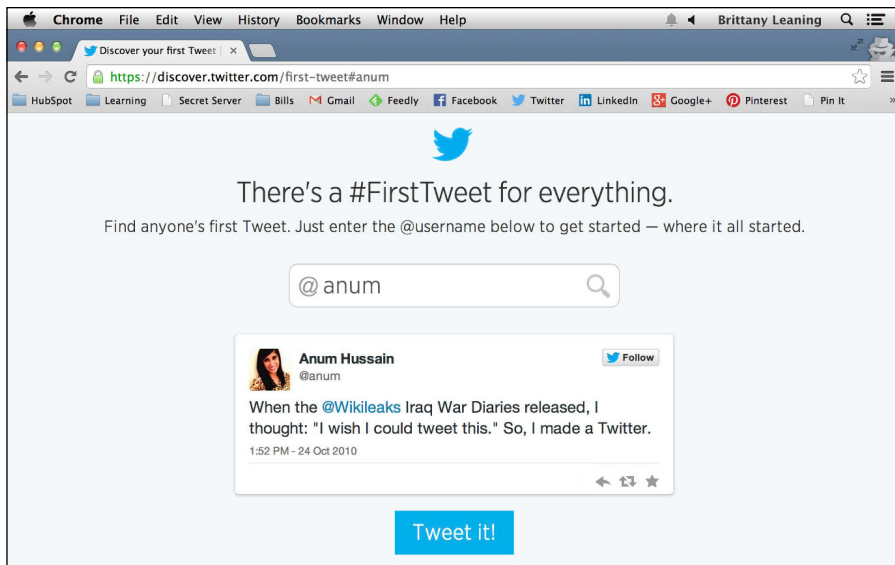 Chrome File Edit View History Bookmarks Window Help Brittany Leaning
Discover your first Tweet | ×
https://discover.twitter.com/first-tweet#anum
HubSpot Learning Secret Server Bills Gmail Feedly Facebook Twitter LinkedIn Google+ Pinterest Pin It »
There's a #FirstTweet for everything.
Find anyone's first Tweet. Just enter the @username below to get started — where it all started.
@ anum
Anum Hussain Follow
@anum
When the @Wikileaks Iraq War Diaries released, I
thought: "I wish I could tweet this." So, I made a Twitter.
1:52 PM - 24 Oct 2010
Tweet it!